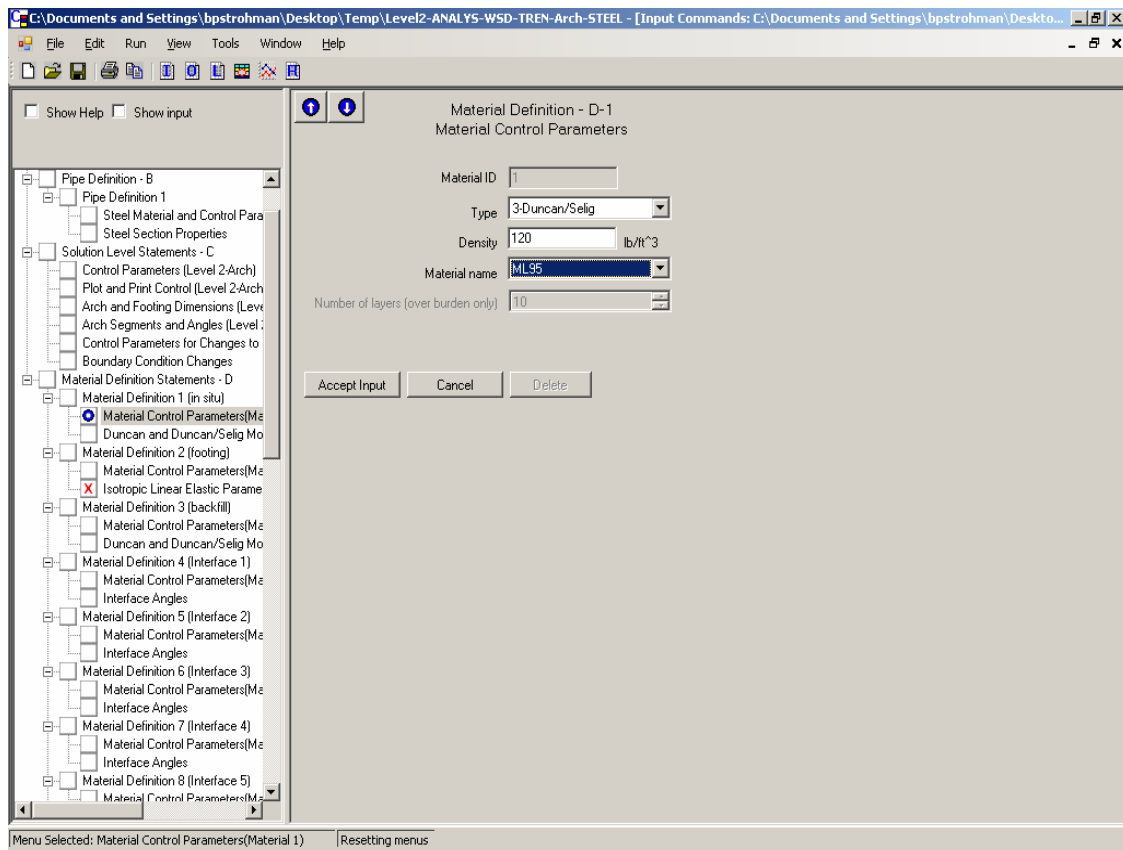 C:\Documents and Settings\bpstrohman\Desktop\Temp\Level2-ANALYS-WSD-TREN-Arch-STEEL - [Input Commands: C:\Documents and Settings\bpstrohman\Deskto...
File Edit Run View Tools Window Help
Show Help Show input
Pipe Definition - B
Pipe Definition 1
Steel Material and Control Para
Steel Section Properties
Solution Level Statements - C
Control Parameters (Level 2-Arch)
Plot and Print Control (Level 2-Arch
Arch and Footing Dimensions (Leve
Arch Segments and Angles (Level
Control Parameters for Changes to
Boundary Condition Changes
Material Definition Statements - D
Material Definition 1 (in situ)
Material Control Parameters(Ma
Duncan and Duncan/Selig Mo
Material Definition 2 (footing)
Material Control Parameters(Ma
X Isotropic Linear Elastic Parame
Material Definition 3 (backfill)
Material Control Parameters(Ma
Duncan and Duncan/Selig Mo
Material Definition 4 (Interface 1)
Material Control Parameters(Ma
Interface Angles
Material Definition 5 (Interface 2)
Material Control Parameters(Ma
Interface Angles
Material Definition 6 (Interface 3)
Material Control Parameters(Ma
Interface Angles
Material Definition 7 (Interface 4)
Material Control Parameters(Ma
Interface Angles
Material Definition 8 (Interface 5)
Material Control Parameters(Ma
Material Definition - D-1
Material Control Parameters
Material ID 1
Type 3-Duncan/Selig
Density 120 lb/ft^3
Material name ML95
Number of layers (over burden only) 10
Accept Input Cancel Delete
Menu Selected: Material Control Parameters(Material 1) Resetting menus